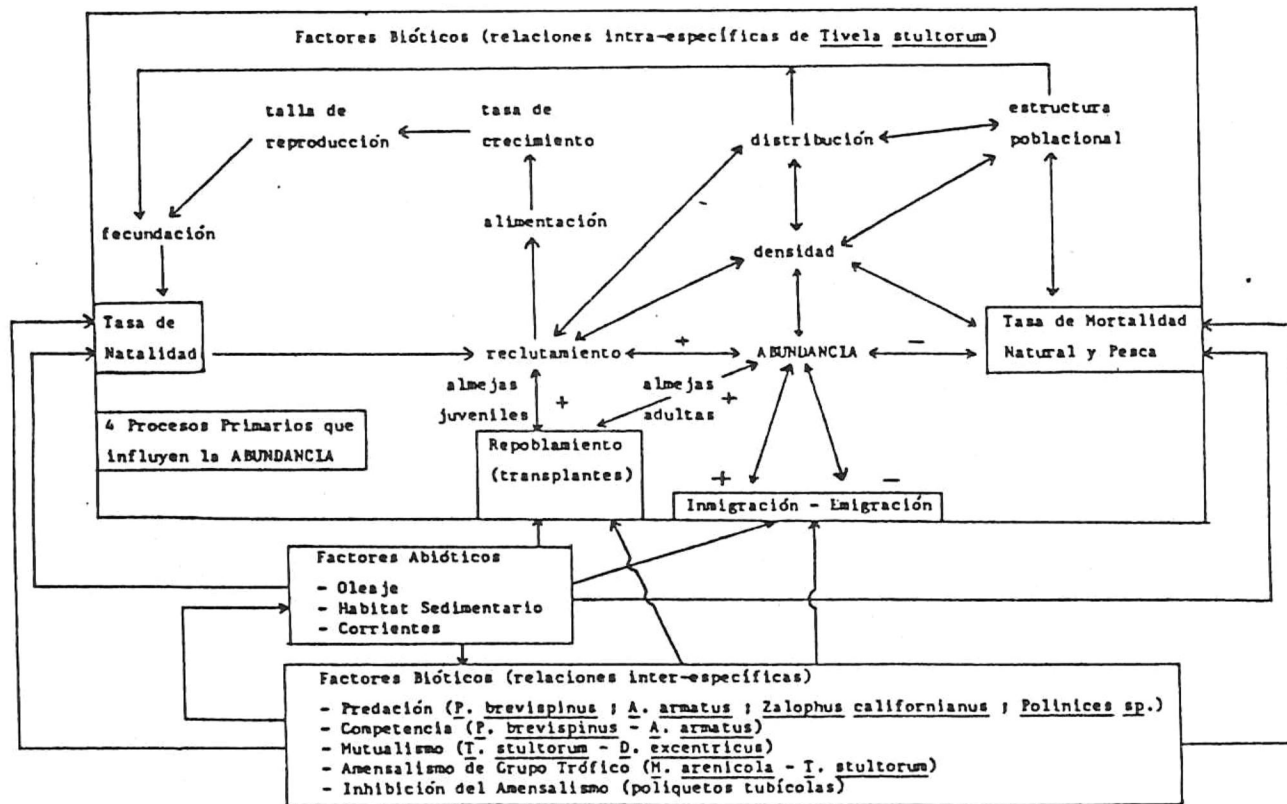 Factores Bióticos (relaciones intra-específicas de Tivela stultorum)
talla de
reproducción
tasa de
crecimiento
distribución
estructura
poblacional
fecundación
alimentación
densidad
Tasa de
Natalidad
reclutamiento
+
ABUNDANCIA
−
Tasa de Mortalidad
Natural y Pesca
almejas
juveniles
+
almejas
adultas
+
4 Procesos Primarios que
influyen la ABUNDANCIA
Repoblamiento
(transplantes)
+
−
Inmigración - Emigración
Factores Abióticos
- Oleaje
- Habitat Sedimentario
- Corrientes
Factores Bióticos (relaciones inter-específicas)
- Predación (P. brevispinus ; A. armatus ; Zalophus californianus ; Polinices sp.)
- Competencia (P. brevispinus - A. armatus)
- Mutualismo (T. stultorum - D. excentricus)
- Amensalismo de Grupo Trófico (M. arenicola - T. stultorum)
- Inhibición del Amensalismo (poliquetos tubícolas)